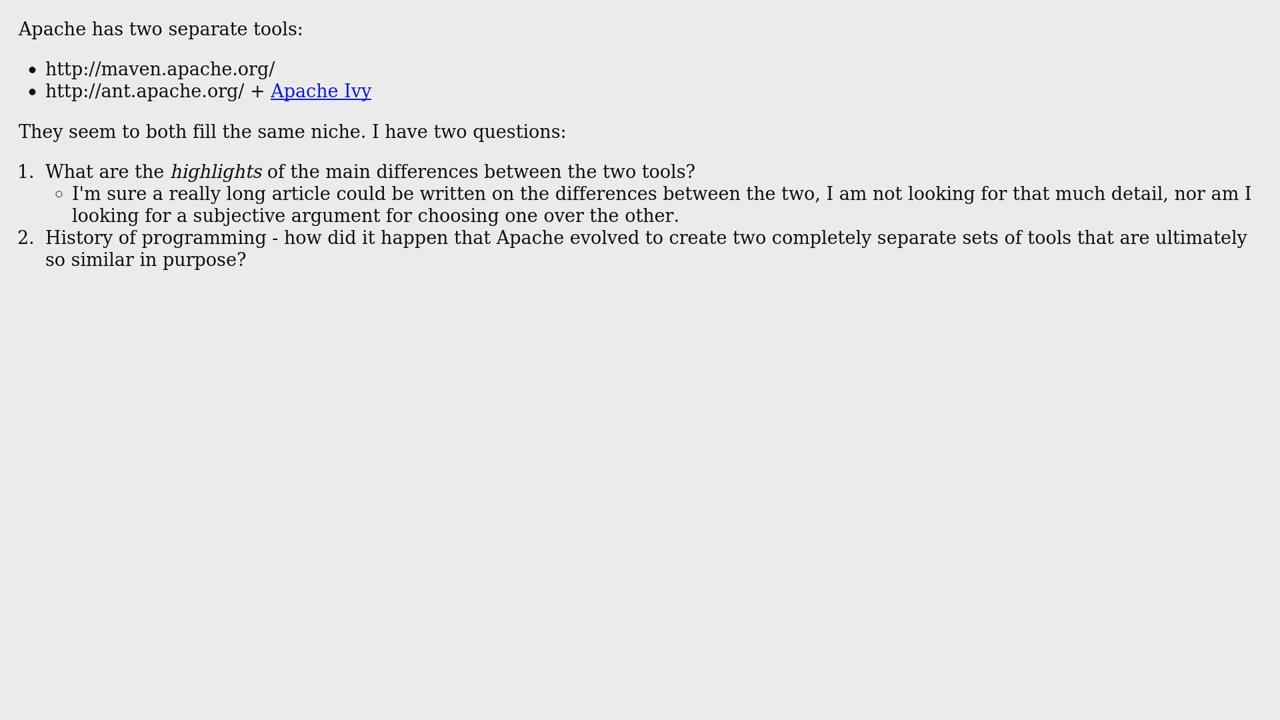 Apache has two separate tools:
• http://maven.apache.org/
• http://ant.apache.org/ + Apache Ivy
They seem to both fill the same niche. I have two questions:
1. What are the highlights of the main differences between the two tools?
◦ I'm sure a really long article could be written on the differences between the two, I am not looking for that much detail, nor am I
looking for a subjective argument for choosing one over the other.
2. History of programming - how did it happen that Apache evolved to create two completely separate sets of tools that are ultimately
so similar in purpose?